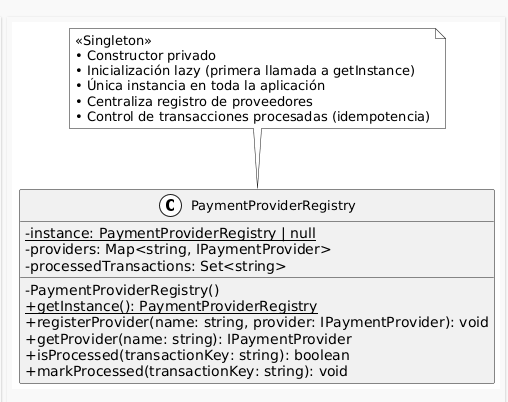 «Singleton»
• Constructor privado
• Inicialización lazy (primera llamada a getInstance)
• Única instancia en toda la aplicación
• Centraliza registro de proveedores
• Control de transacciones procesadas (idempotencia)
C PaymentProviderRegistry
-instance: PaymentProviderRegistry | null
-providers: Map<string, IPaymentProvider>
-processedTransactions: Set<string>
-PaymentProviderRegistry()
+getInstance(): PaymentProviderRegistry
+registerProvider(name: string, provider: IPaymentProvider): void
+getProvider(name: string): IPaymentProvider
+isProcessed(transactionKey: string): boolean
+markProcessed(transactionKey: string): void